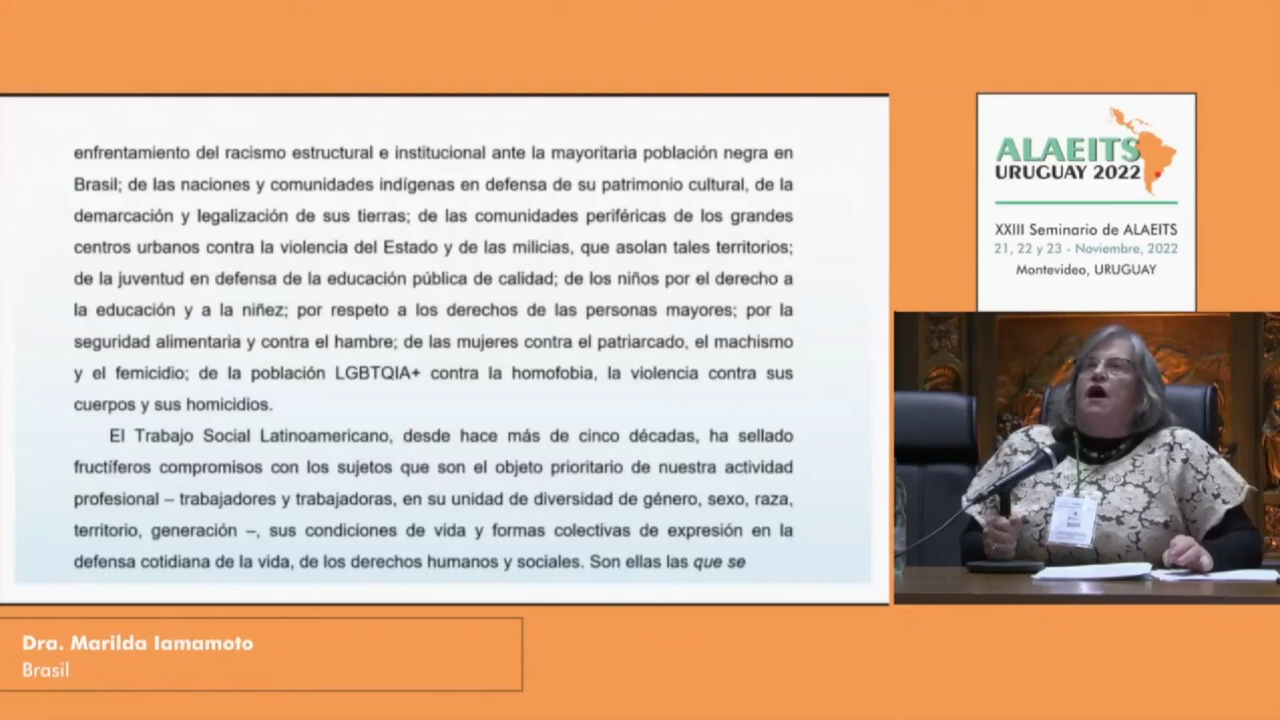 enfrentamiento del racismo estructural e institucional ante la mayoritaria población negra en
Brasil; de las naciones y comunidades indígenas en defensa de su patrimonio cultural, de la
demarcación y legalización de sus tierras; de las comunidades periféricas de los grandes
centros urbanos contra la violencia del Estado y de las milicias, que asolan tales territorios;
de la juventud en defensa de la educación pública de calidad; de los niños por el derecho a
la educación y a la niñez; por respeto a los derechos de las personas mayores; por la
seguridad alimentaria y contra el hambre; de las mujeres contra el patriarcado, el machismo
y el femicidio; de la población LGBTQIA+ contra la homofobia, la violencia contra sus
cuerpos y sus homicidios.
El Trabajo Social Latinoamericano, desde hace más de cinco décadas, ha sellado
fructíferos compromisos con los sujetos que son el objeto prioritario de nuestra actividad
profesional – trabajadores y trabajadoras, en su unidad de diversidad de género, sexo, raza,
territorio, generación –, sus condiciones de vida y formas colectivas de expresión en la
defensa cotidiana de la vida, de los derechos humanos y sociales. Son ellas las que se
ALAEITS
URUGUAY 2022
XXIII Seminario de ALAEITS
21, 22 y 23 - Noviembre, 2022
Montevideo, URUGUAY
Dra. Marilda Iamamoto
Brasil